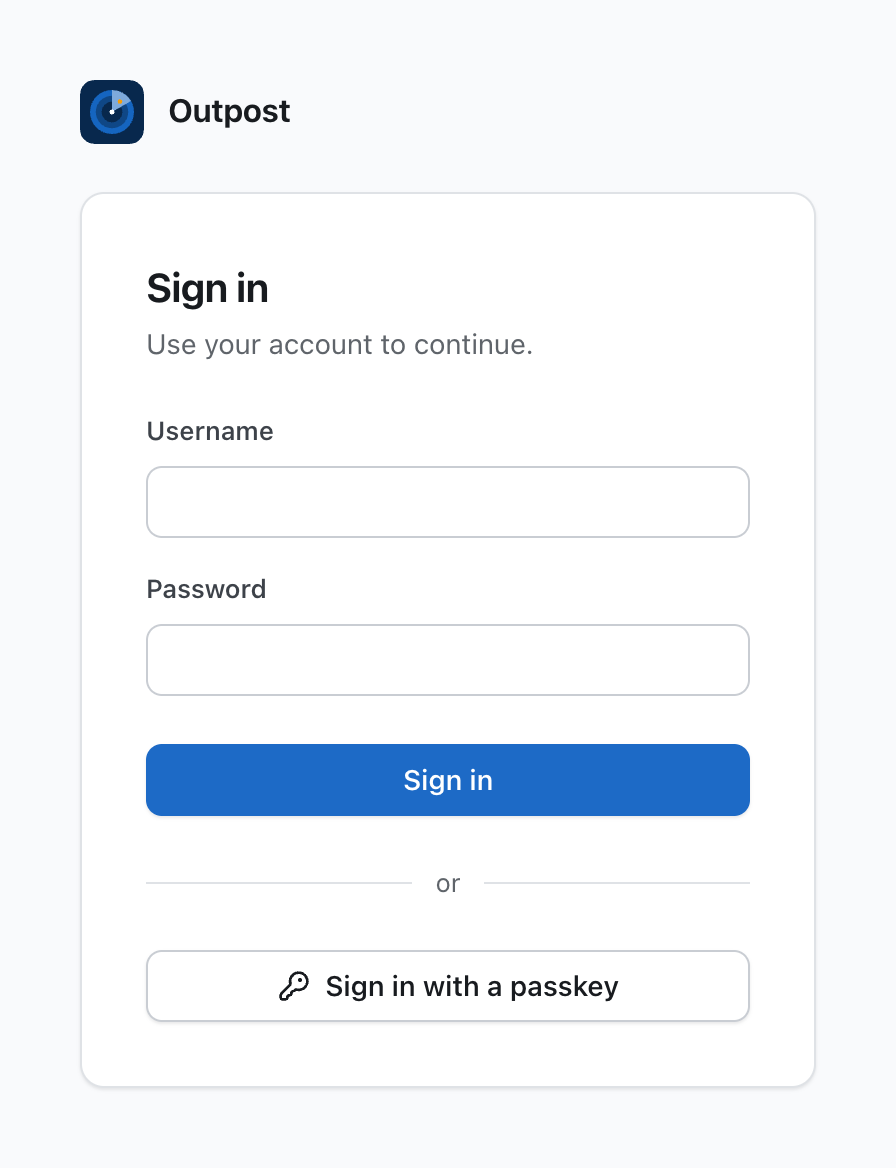 Outpost
Sign in
Use your account to continue.
Username
Password
Sign in
or
Sign in with a passkey